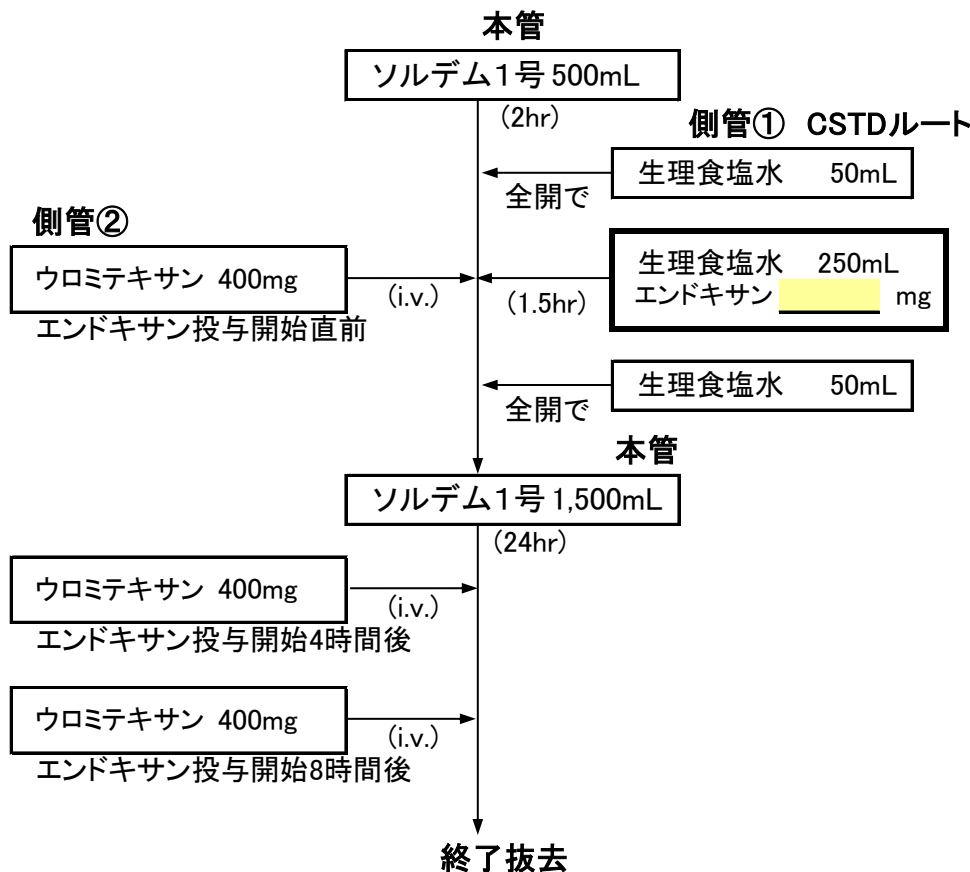 本管
ソルデム１号 500mL
(2hr)
側管① CSTDルート
生理食塩水 50mL
全開で
側管②
ウロミテキサン 400mg
(i.v.)
エンドキサン投与開始直前
生理食塩水 250mL
エンドキサン mg
(1.5hr)
生理食塩水 50mL
全開で
本管
ソルデム１号 1,500mL
(24hr)
ウロミテキサン 400mg
(i.v.)
エンドキサン投与開始4時間後
ウロミテキサン 400mg
(i.v.)
エンドキサン投与開始8時間後
終了抜去